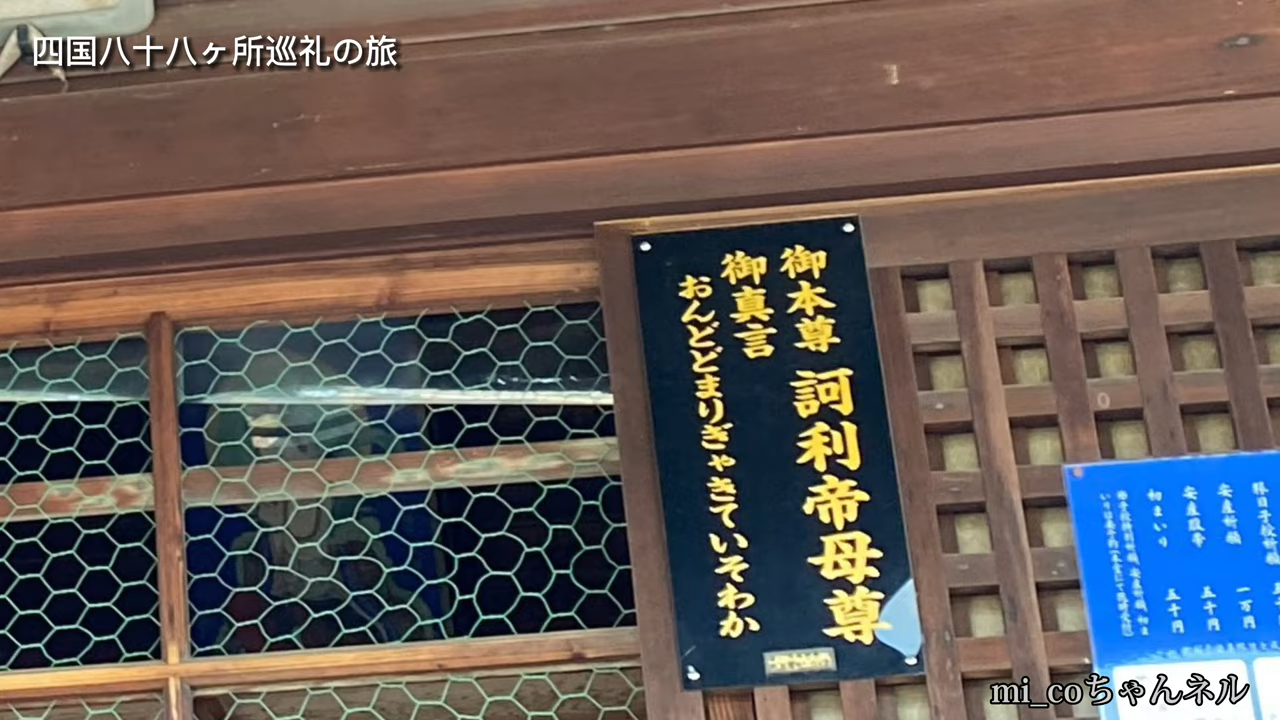 四国八十八ヶ所巡礼の旅
御本尊 訶利帝母尊
御真言
おんどどまりぎゃきていそわか
安産祈願 一万円
安産腹帯 五千円
初まいり 五千円
mi_coちゃんネル